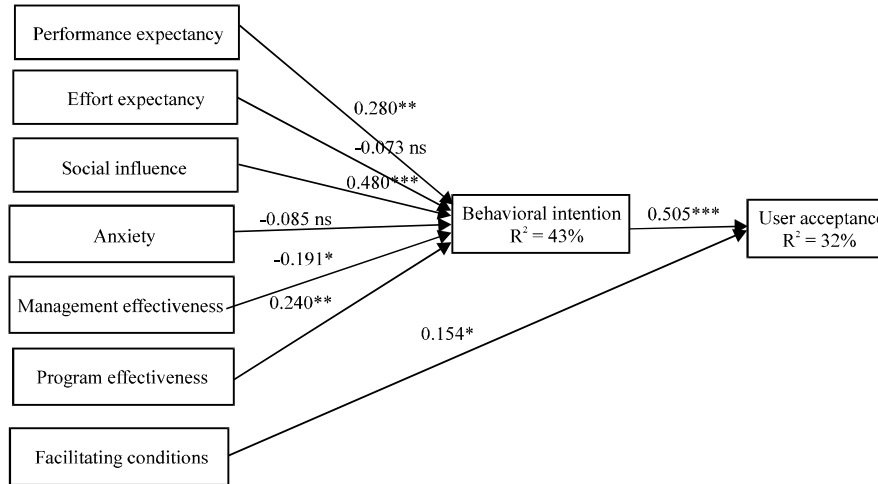 Performance expectancy
Effort expectancy
Social influence
Anxiety
Management effectiveness
Program effectiveness
Facilitating conditions
0.280**
-0.073 ns
0.480***
-0.085 ns
-0.191*
0.240**
Behavioral intention
R² = 43%
0.505***
0.154*
User acceptance
R² = 32%